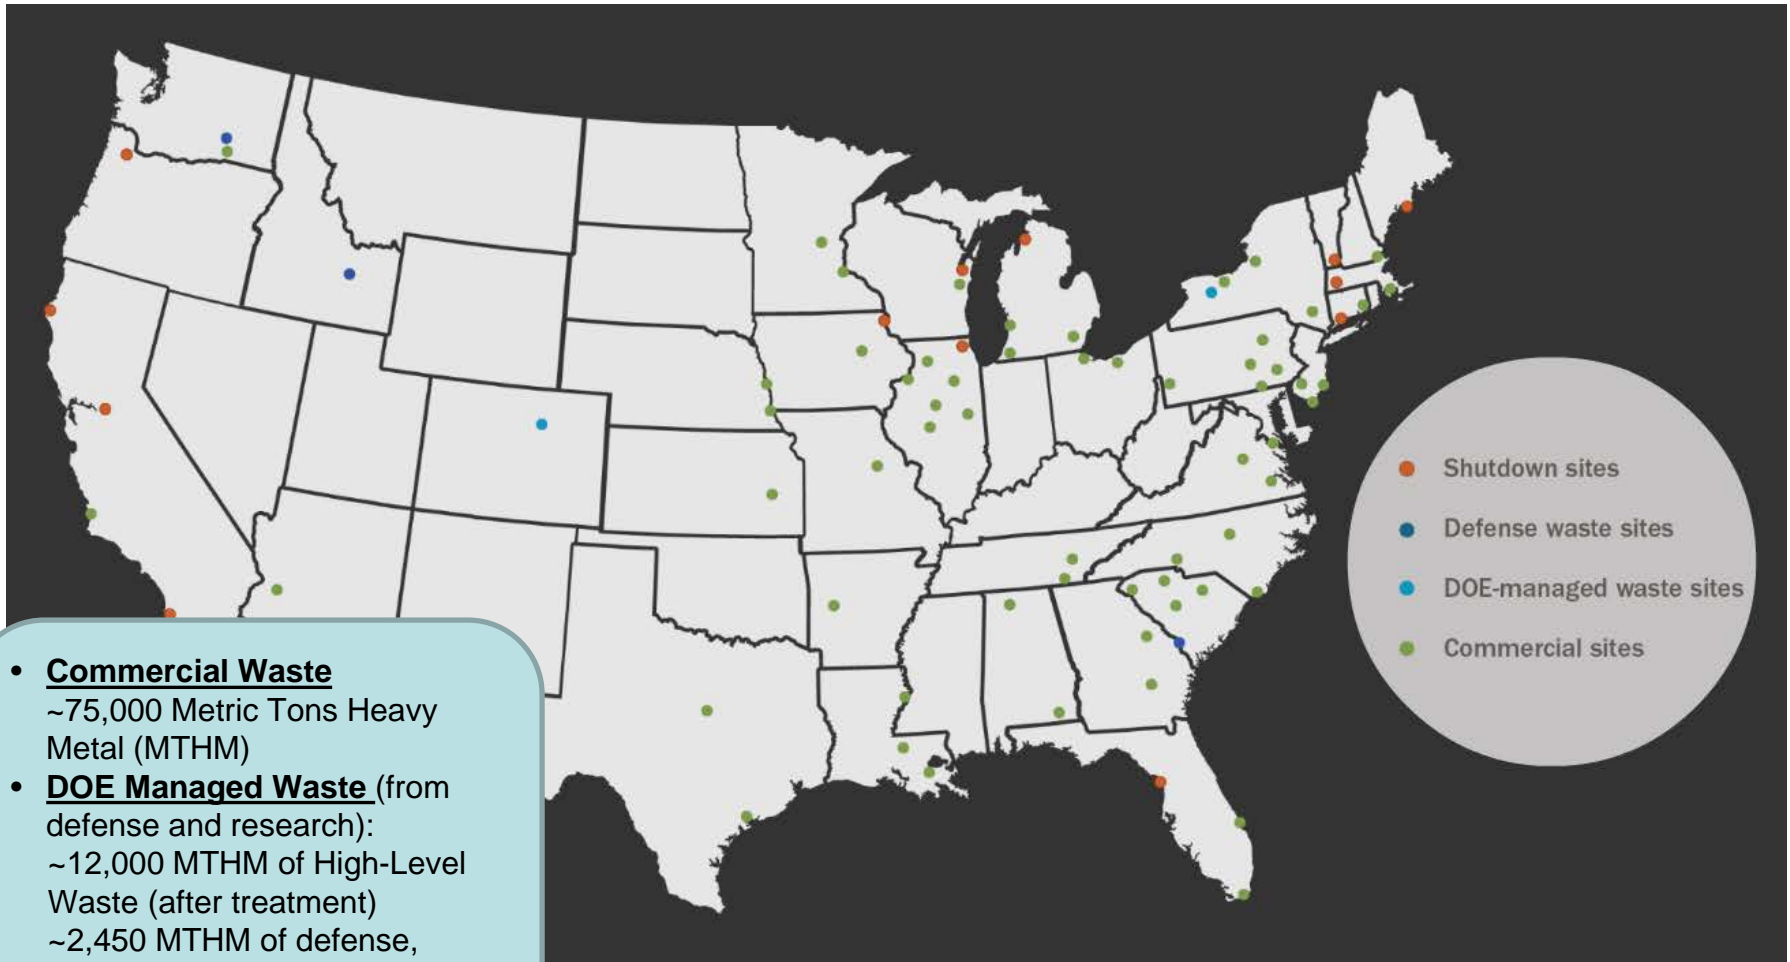 Shutdown sites
Defense waste sites
DOE-managed waste sites
Commercial sites
• Commercial Waste
~75,000 Metric Tons Heavy
Metal (MTHM)
• DOE Managed Waste (from
defense and research):
~12,000 MTHM of High-Level
Waste (after treatment)
~2,450 MTHM of defense,